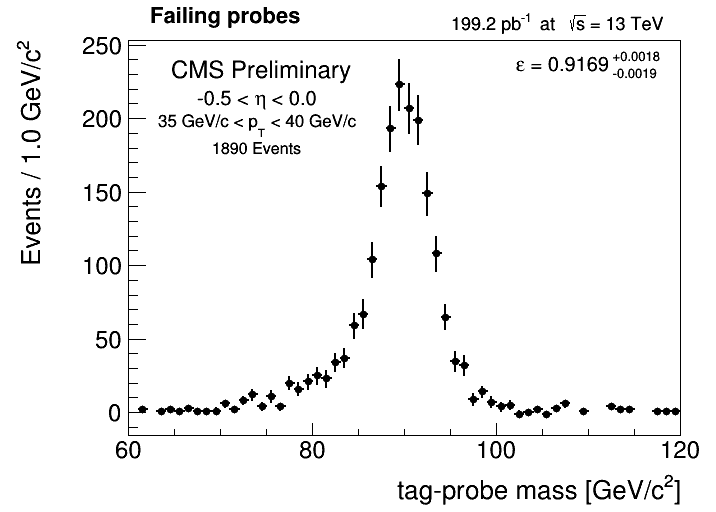 Failing probes
199.2 pb⁻¹ at √s = 13 TeV
CMS Preliminary
-0.5 < η < 0.0
35 GeV/c < p_T < 40 GeV/c
1890 Events
ε = 0.9169 +0.0018 -0.0019
Events / 1.0 GeV/c²
250
200
150
100
50
0
60 80 100 120
tag-probe mass [GeV/c²]